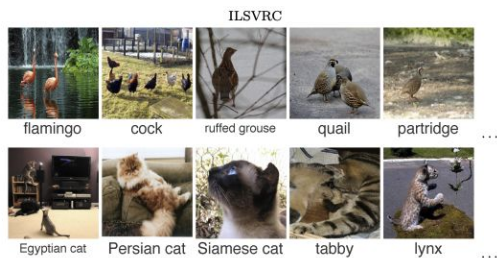 ILSVRC
flamingo cock ruffed grouse quail partridge ...
Egyptian cat Persian cat Siamese cat tabby lynx ...